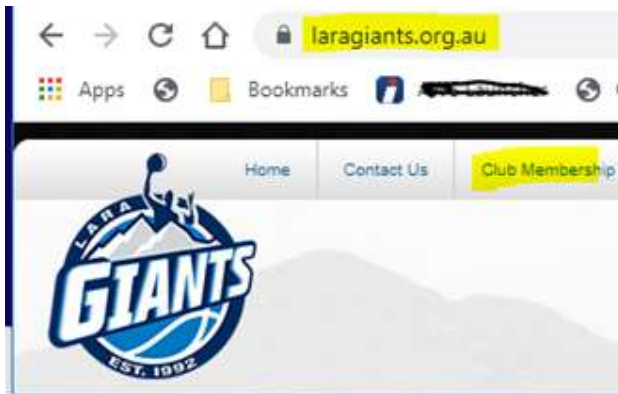 laragiants.org.au
Apps Bookmarks
Home Contact Us Club Membership
LARA
GIANTS
EST. 1992